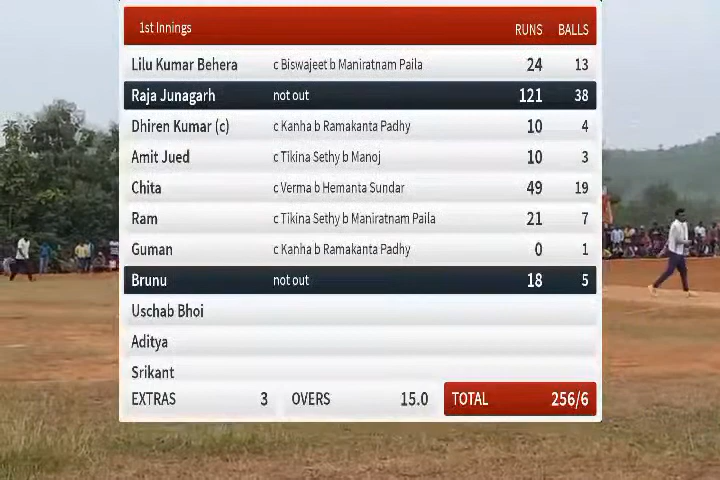 1st Innings RUNS BALLS
Lilu Kumar Behera c Biswajeet b Maniratnam Paila 24 13
Raja Junagarh not out 121 38
Dhiren Kumar (c) c Kanha b Ramakanta Padhy 10 4
Amit Jued c Tikina Sethy b Manoj 10 3
Chita c Verma b Hemanta Sundar 49 19
Ram c Tikina Sethy b Maniratnam Paila 21 7
Guman c Kanha b Ramakanta Padhy 0 1
Brunu not out 18 5
Uschab Bhoi
Aditya
Srikant
EXTRAS 3 OVERS 15.0 TOTAL 256/6